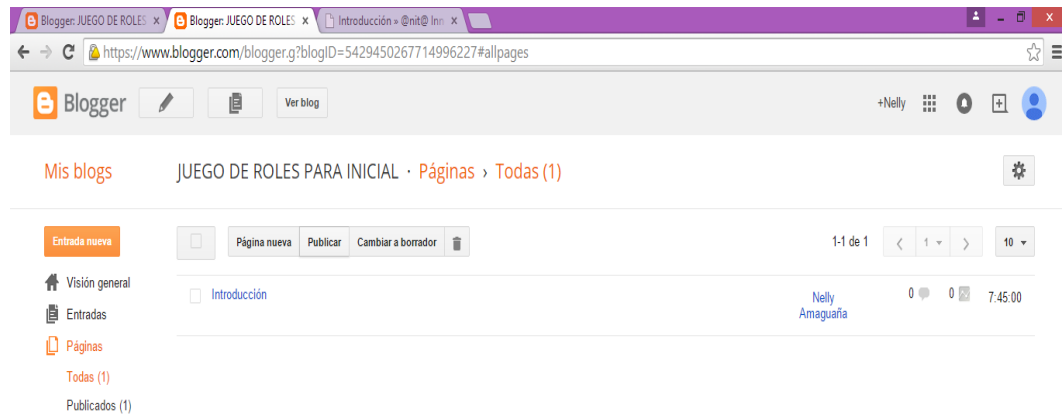 Blogger: JUEGO DE ROLES x Blogger: JUEGO DE ROLES x Introducción » @nit@ Inn x
https://www.blogger.com/blogger.g?blogID=5429450267714996227#allpages
Blogger Ver blog +Nelly
Mis blogs JUEGO DE ROLES PARA INICIAL · Páginas › Todas (1)
Entrada nueva Página nueva Publicar Cambiar a borrador 1-1 de 1 1 10
Visión general Introducción Nelly 0 0 7:45:00
Amaguaña
Entradas
Páginas
Todas (1)
Publicados (1)